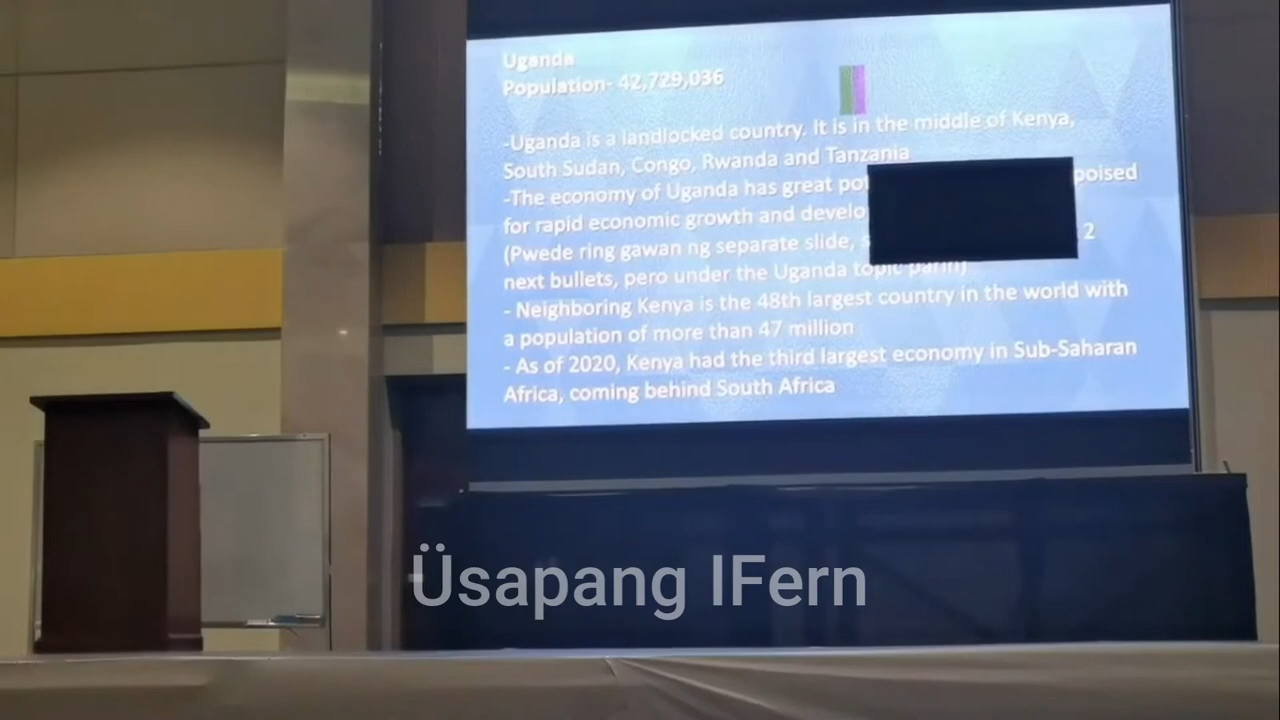 Uganda
Population- 42,729,036
-Uganda is a landlocked country. It is in the middle of Kenya,
South Sudan, Congo, Rwanda and Tanzania
-The economy of Uganda has great poised
for rapid economic growth and
(Pwede ring gawan ng separate slide, 2
next bullets, pero under the Uganda topic parin)
- Neighboring Kenya is the 48th largest country in the world with
a population of more than 47 million
- As of 2020, Kenya had the third largest economy in Sub-Saharan
Africa, coming behind South Africa
Üsapang IFern